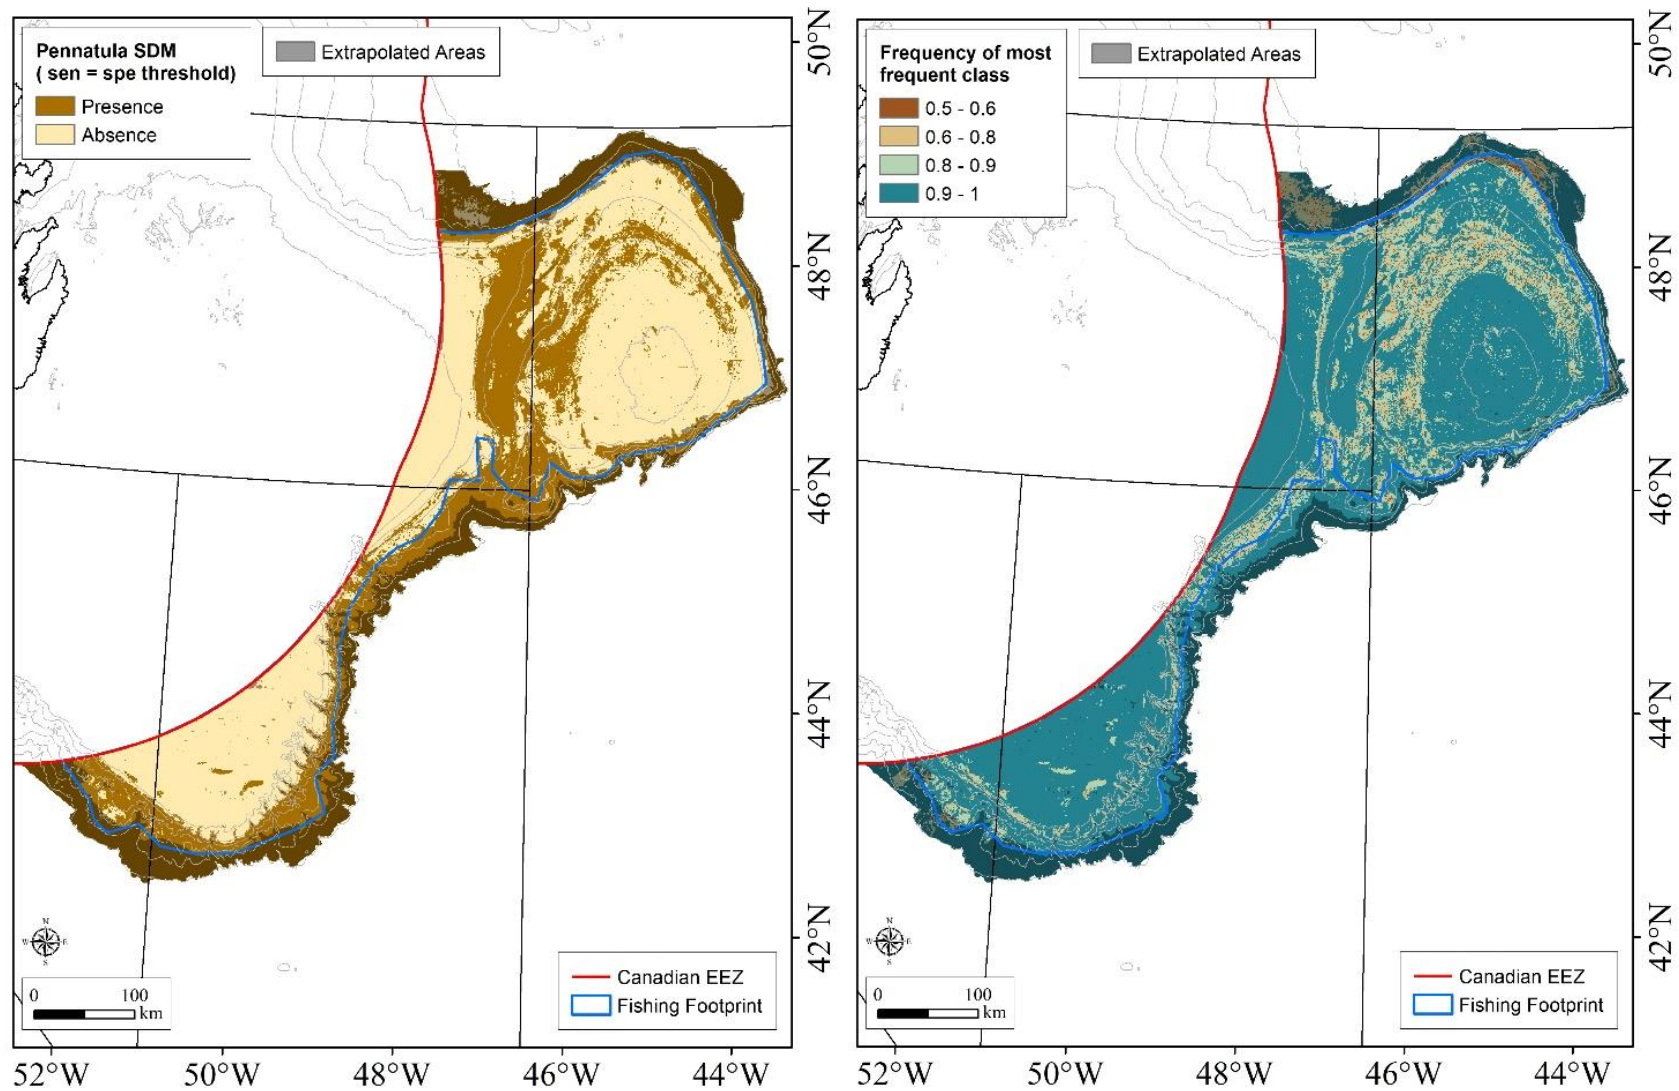 Pennatula SDM
( sen = spe threshold)
Presence
Absence
Extrapolated Areas
50°N
48°N
46°N
44°N
42°N
N
W
E
S
0 100
km
Canadian EEZ
Fishing Footprint
52°W 50°W 48°W 46°W 44°W
Frequency of most
frequent class
0.5 - 0.6
0.6 - 0.8
0.8 - 0.9
0.9 - 1
Extrapolated Areas
50°N
48°N
46°N
44°N
42°N
N
W
E
S
0 100
km
Canadian EEZ
Fishing Footprint
52°W 50°W 48°W 46°W 44°W